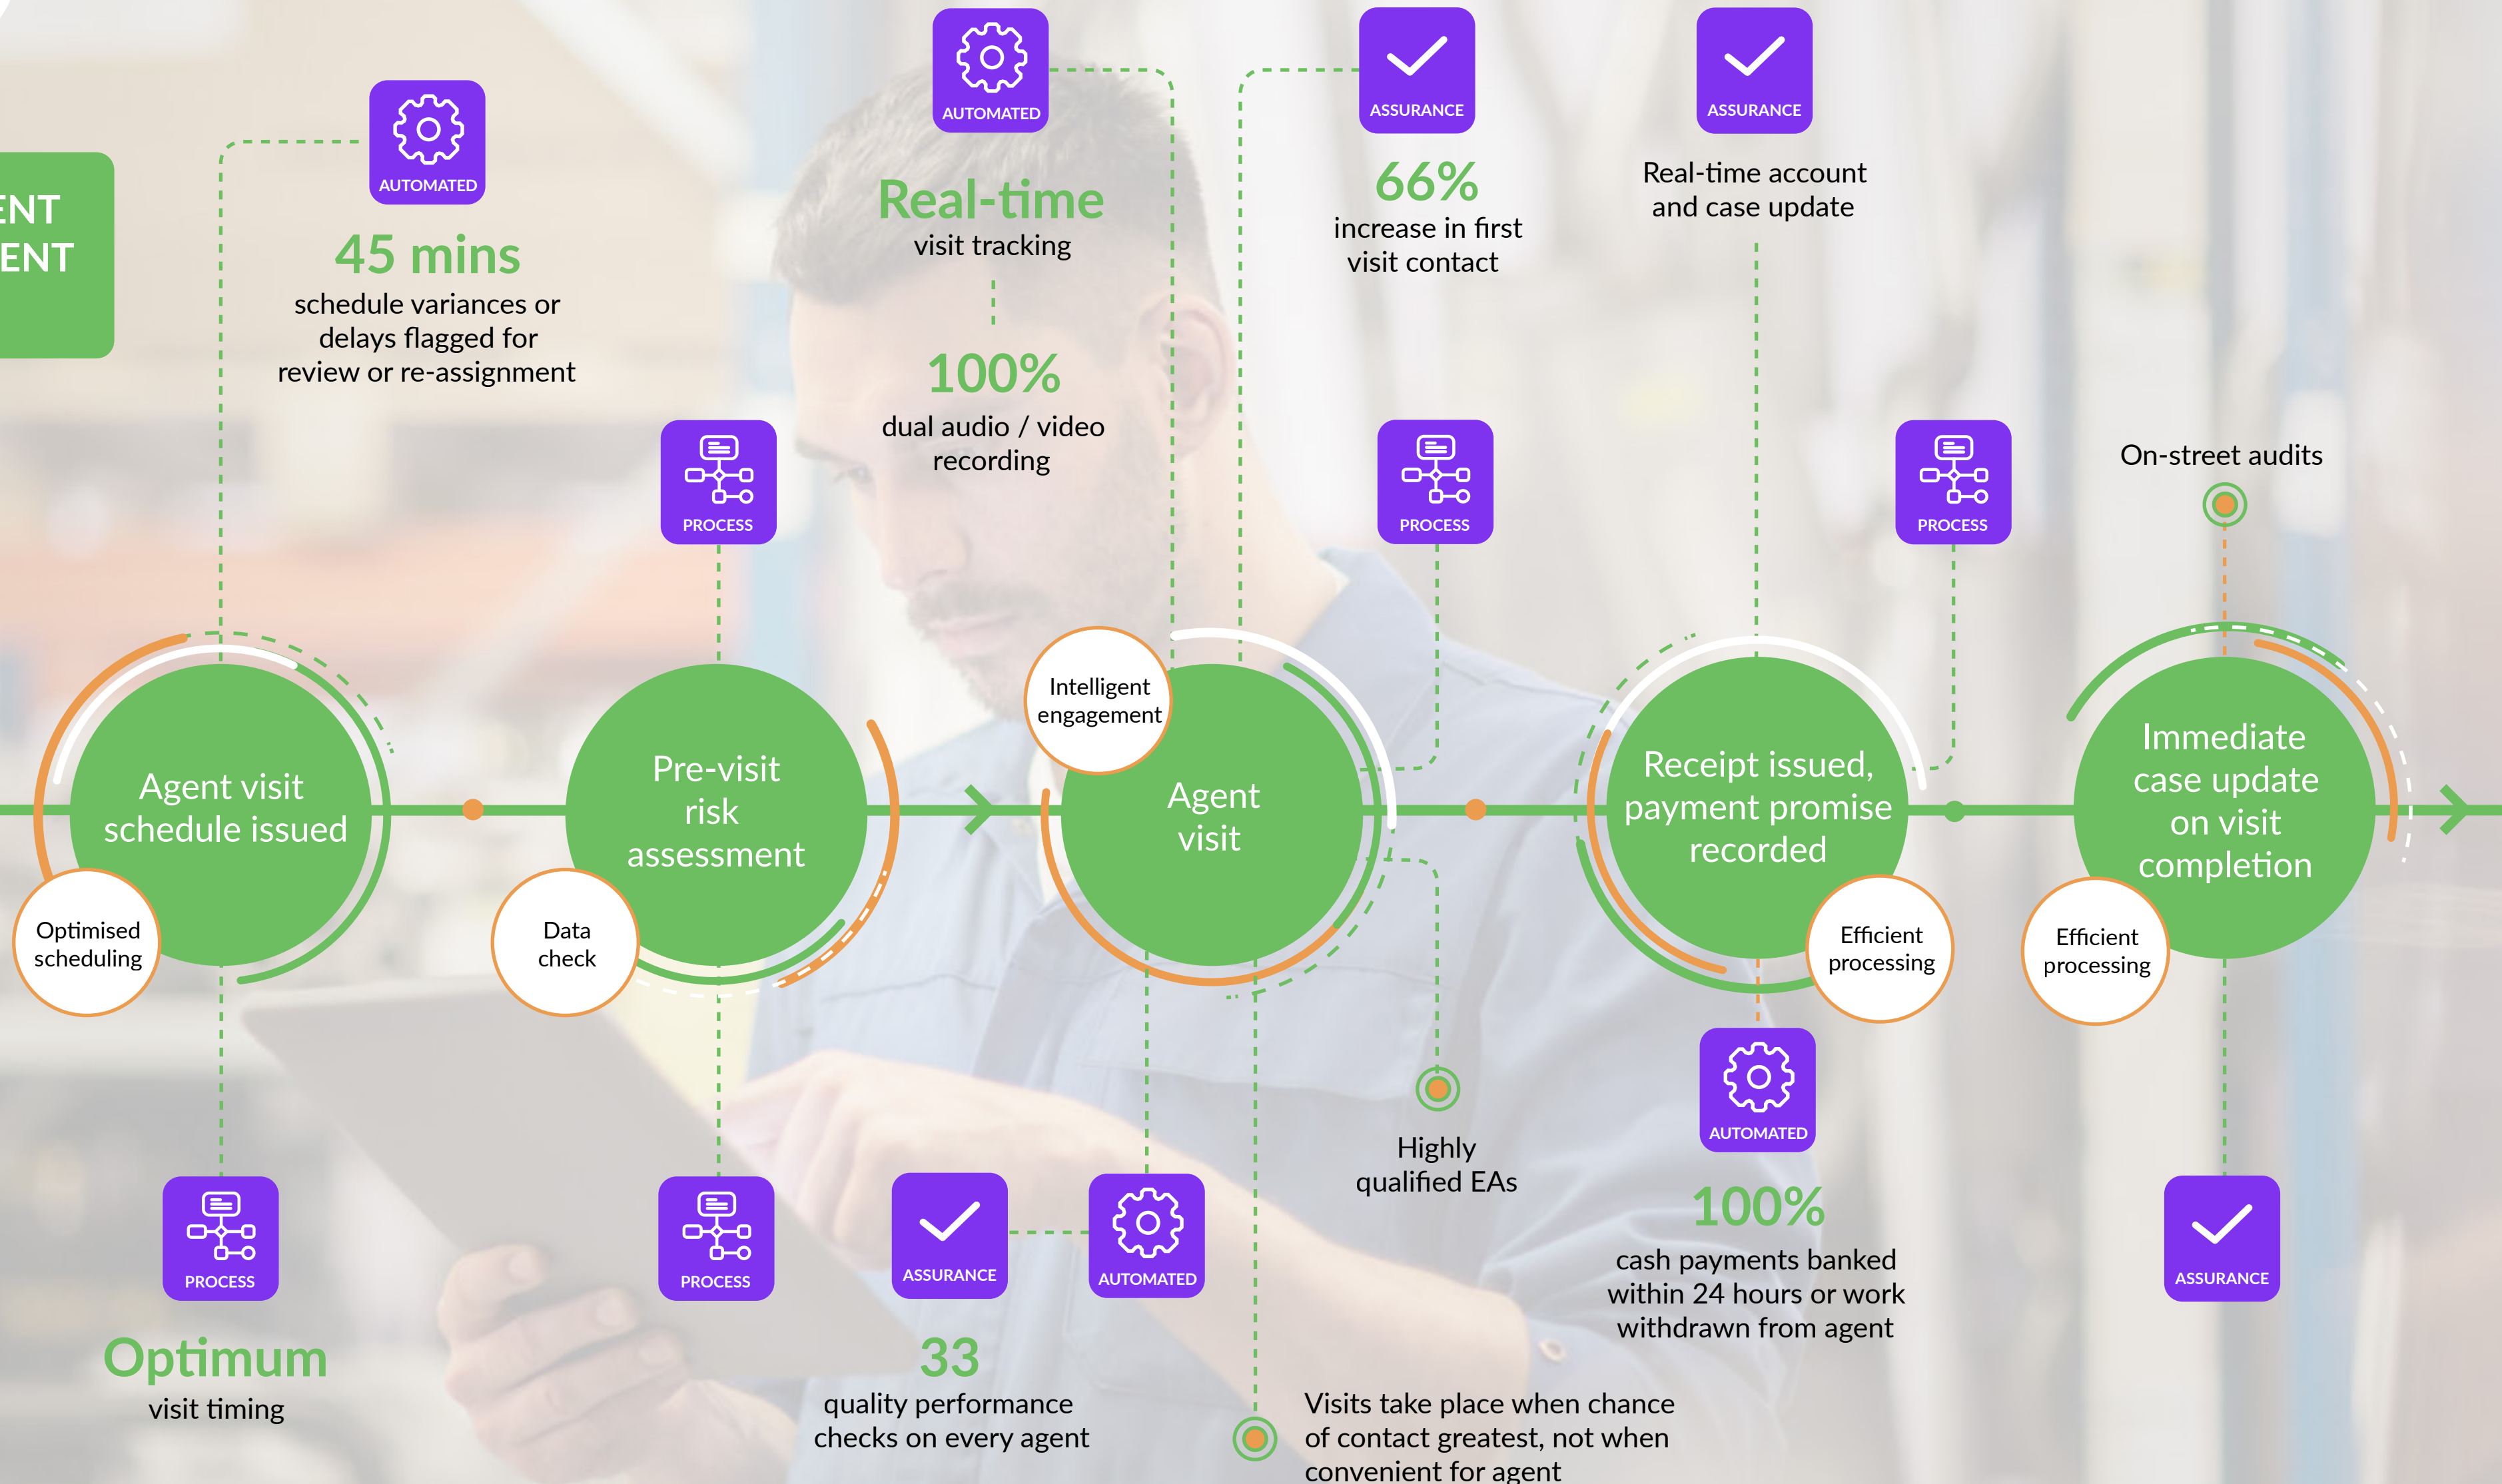 AUTOMATED
45 mins
schedule variances or
delays flagged for
review or re-assignment
AUTOMATED
Real-time
visit tracking
100%
dual audio / video
recording
ASSURANCE
66%
increase in first
visit contact
ASSURANCE
Real-time account
and case update
PROCESS
PROCESS
PROCESS
On-street audits
Agent visit
schedule issued
Optimised
scheduling
Pre-visit
risk
assessment
Data
check
Intelligent
engagement
Agent
visit
Receipt issued,
payment promise
recorded
Efficient
processing
Immediate
case update
on visit
completion
Efficient
processing
PROCESS
Optimum
visit timing
PROCESS
ASSURANCE
33
quality performance
checks on every agent
AUTOMATED
Visits take place when chance
of contact greatest, not when
convenient for agent
Highly
qualified EAs
AUTOMATED
100%
cash payments banked
within 24 hours or work
withdrawn from agent
ASSURANCE